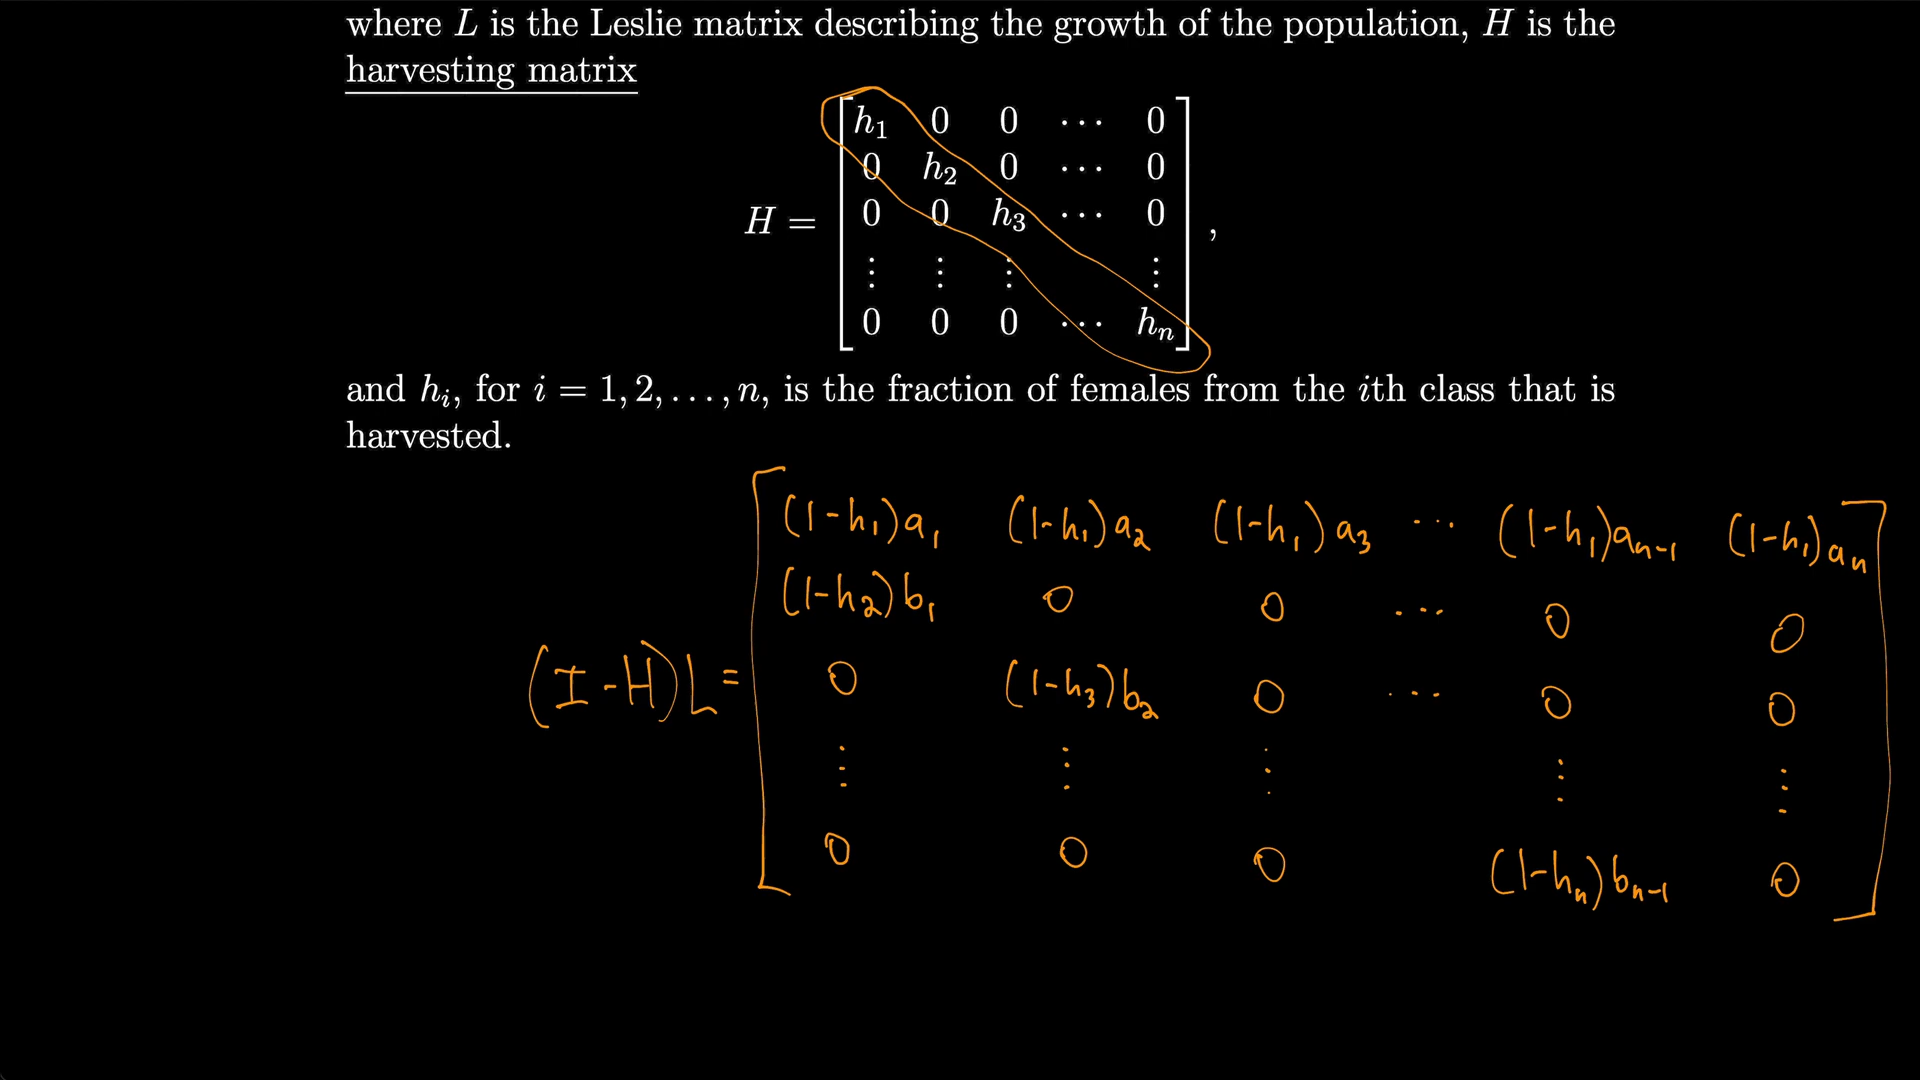 where L is the Leslie matrix describing the growth of the population, H is the
harvesting matrix
H = [ h₁ 0 0 ⋯ 0
0 h₂ 0 ⋯ 0
0 0 h₃ ⋯ 0
⋮ ⋮ ⋮ ⋮
0 0 0 ⋯ hₙ ] ,
and hᵢ, for i = 1, 2, …, n, is the fraction of females from the ith class that is
harvested.
(I-H)L = [ (1-h₁)a₁ (1-h₁)a₂ (1-h₁)a₃ ⋯ (1-h₁)aₙ₋₁ (1-h₁)aₙ
(1-h₂)b₁ 0 0 ⋯ 0 0
0 (1-h₃)b₂ 0 ⋯ 0 0
⋮ ⋮ ⋮ ⋮ ⋮
0 0 0 (1-hₙ)bₙ₋₁ 0 ]